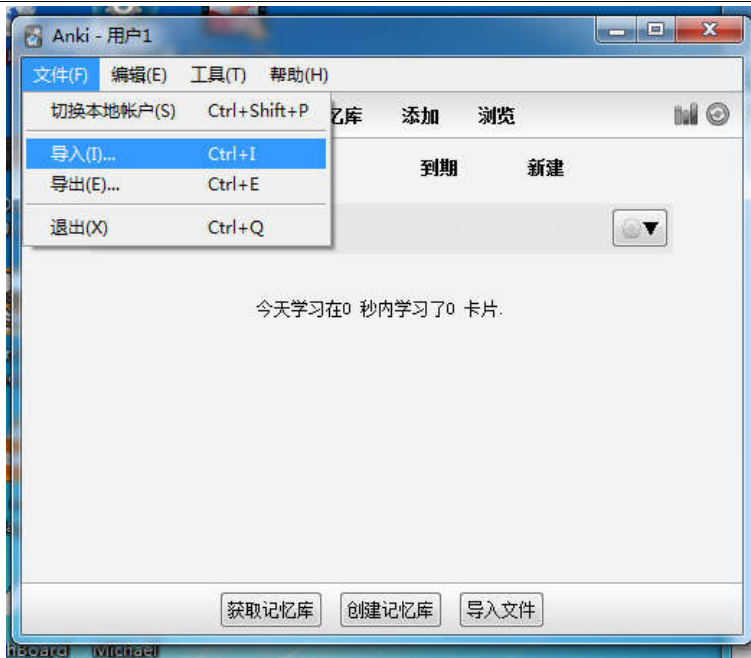 Anki - 用户1
文件(F) 编辑(E) 工具(T) 帮助(H)
切换本地帐户(S) Ctrl+Shift+P
忆库 添加 浏览
导入(I)... Ctrl+I
到期 新建
导出(E)... Ctrl+E
退出(X) Ctrl+Q
今天学习在0 秒内学习了0 卡片.
获取记忆库 创建记忆库 导入文件
Board Michael